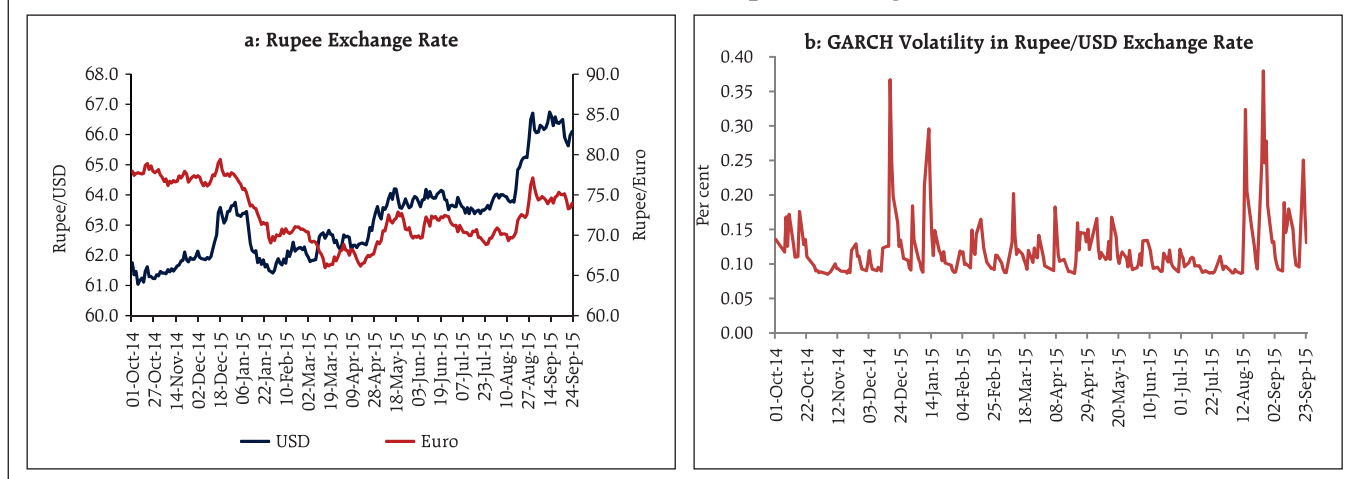 a: Rupee Exchange Rate
68.0
67.0
66.0
65.0
64.0
63.0
62.0
61.0
60.0
Rupee/USD
90.0
85.0
80.0
75.0
70.0
65.0
60.0
Rupee/Euro
01-Oct-14
27-Oct-14
14-Nov-14
02-Dec-14
18-Dec-15
06-Jan-15
22-Jan-15
10-Feb-15
02-Mar-15
19-Mar-15
09-Apr-15
28-Apr-15
18-May-15
03-Jun-15
19-Jun-15
07-Jul-15
23-Jul-15
10-Aug-15
27-Aug-15
14-Sep-15
24-Sep-15
USD
Euro
b: GARCH Volatility in Rupee/USD Exchange Rate
0.40
0.35
0.30
0.25
0.20
0.15
0.10
0.05
0.00
Per cent
01-Oct-14
22-Oct-14
12-Nov-14
03-Dec-14
24-Dec-15
14-Jan-15
04-Feb-15
25-Feb-15
18-Mar-15
08-Apr-15
29-Apr-15
20-May-15
10-Jun-15
01-Jul-15
22-Jul-15
12-Aug-15
02-Sep-15
23-Sep-15